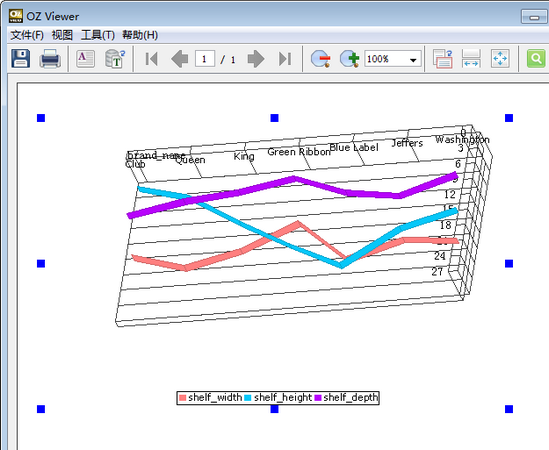 OZ Viewer
文件(F) 视图 工具(T) 帮助(H)
1 / 1 100%
brand_name
Club Queen King Green Ribbon Blue Label Jeffers Washington
0
3
6
9
12
15
18
24
27
shelf_width shelf_height shelf_depth